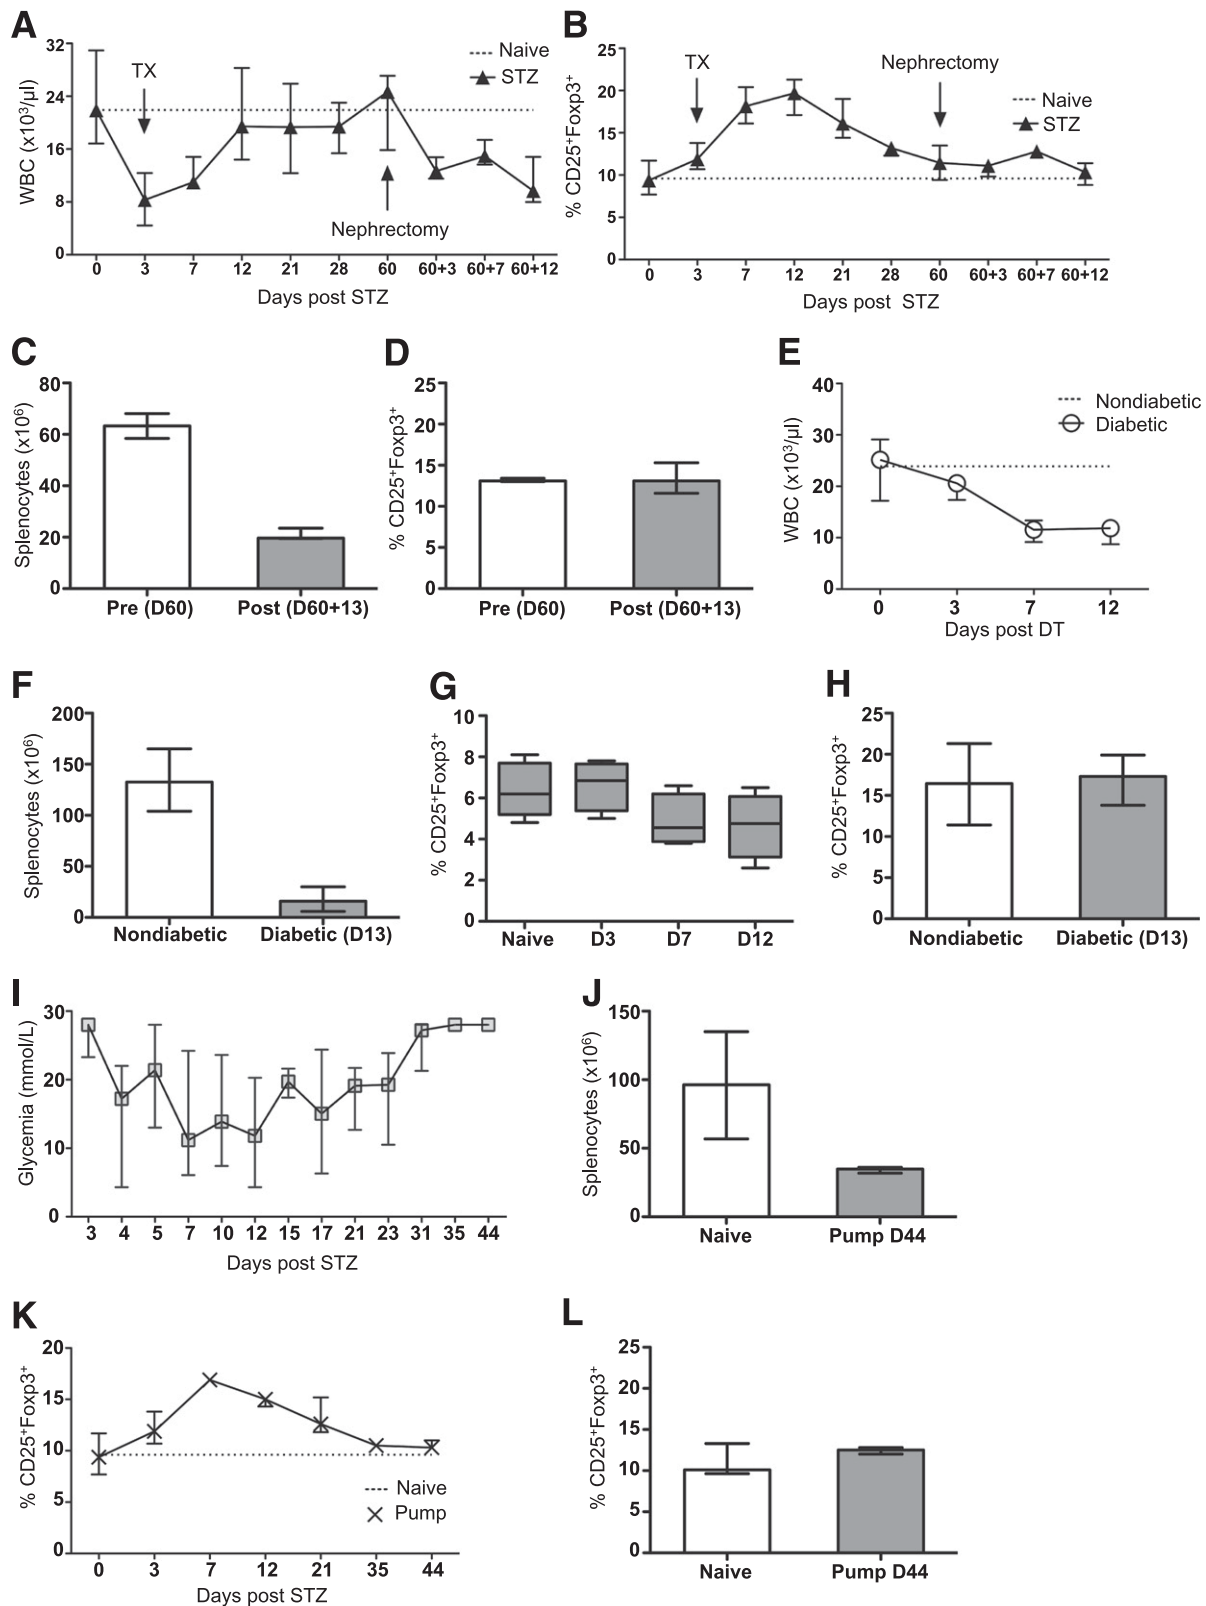 A
WBC (x10³/µl)
32
24
16
8
0
TX
Naive
STZ
Nephrectomy
0 3 7 12 21 28 60 60+3 60+7 60+12
Days post STZ
B
% CD25⁺Foxp3⁺
25
20
15
10
5
0
TX
Nephrectomy
Naive
STZ
0 3 7 12 21 28 60 60+3 60+7 60+12
Days post STZ
C
Splenocytes (x10⁶)
80
60
40
20
0
Pre (D60) Post (D60+13)
D
% CD25⁺Foxp3⁺
25
20
15
10
5
0
Pre (D60) Post (D60+13)
E
WBC (x10³/µl)
40
30
20
10
0
Nondiabetic
Diabetic
0 3 7 12
Days post DT
F
Splenocytes (x10⁶)
200
150
100
50
0
Nondiabetic Diabetic (D13)
G
% CD25⁺Foxp3⁺
10
8
6
4
2
0
Naive D3 D7 D12
H
% CD25⁺Foxp3⁺
25
20
15
10
5
0
Nondiabetic Diabetic (D13)
I
Glycemia (mmol/L)
30
20
10
0
3 4 5 7 10 12 15 17 21 23 31 35 44
Days post STZ
J
Splenocytes (x10⁶)
150
100
50
0
Naive Pump D44
K
% CD25⁺Foxp3⁺
20
15
10
5
0
Naive
Pump
0 3 7 12 21 35 44
Days post STZ
L
% CD25⁺Foxp3⁺
25
20
15
10
5
0
Naive Pump D44